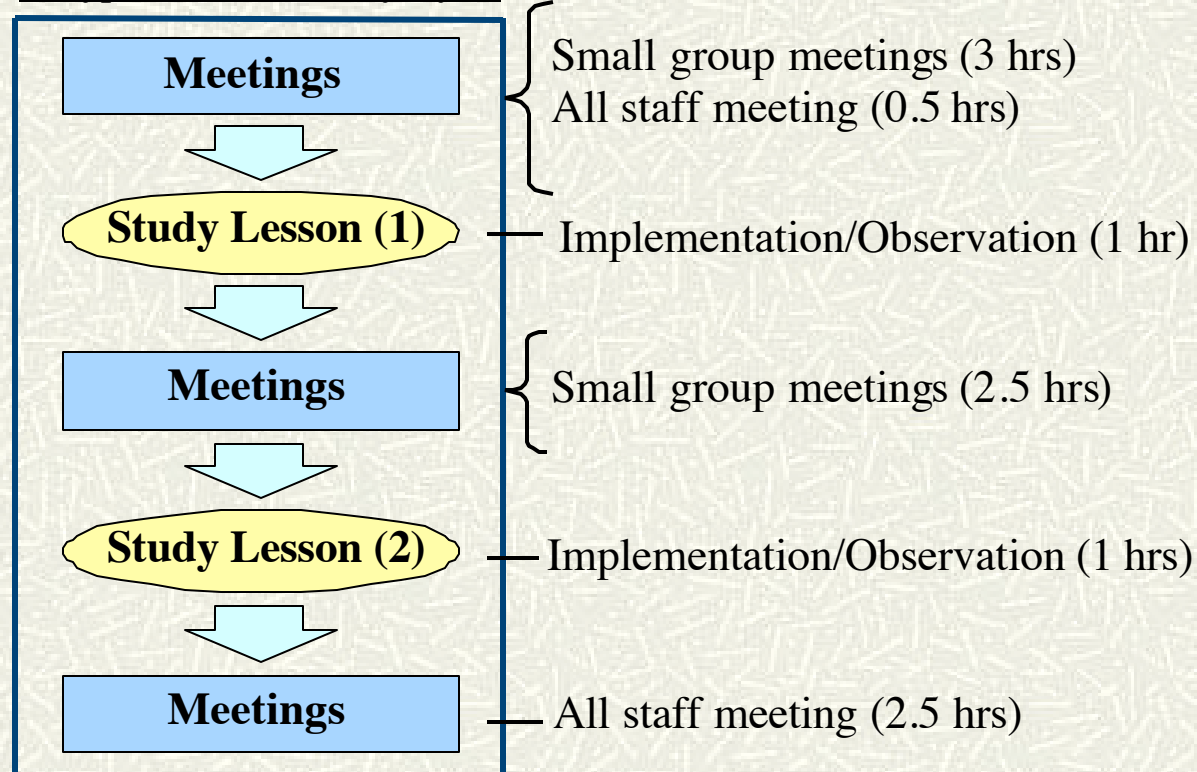 Meetings
Small group meetings (3 hrs)
All staff meeting (0.5 hrs)
Study Lesson (1)
Implementation/Observation (1 hr)
Meetings
Small group meetings (2.5 hrs)
Study Lesson (2)
Implementation/Observation (1 hrs)
Meetings
All staff meeting (2.5 hrs)